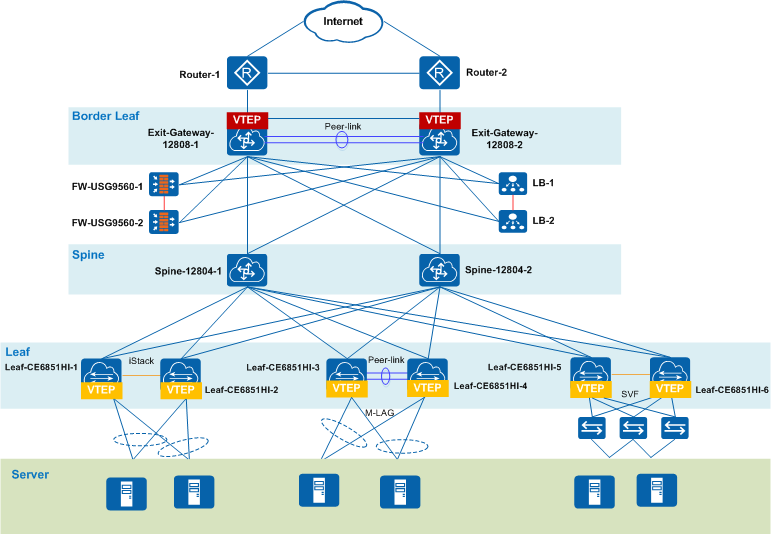 Internet
Router-1
Router-2
Border Leaf
VTEP
VTEP
Peer-link
Exit-Gateway-
12808-1
Exit-Gateway-
12808-2
FW-USG9560-1
LB-1
FW-USG9560-2
LB-2
Spine
Spine-12804-1
Spine-12804-2
Leaf
Leaf-CE6851HI-1
iStack
Leaf-CE6851HI-2
Leaf-CE6851HI-3
Peer-link
Leaf-CE6851HI-4
Leaf-CE6851HI-5
Leaf-CE6851HI-6
VTEP
VTEP
VTEP
VTEP
VTEP
VTEP
SVF
M-LAG
Server